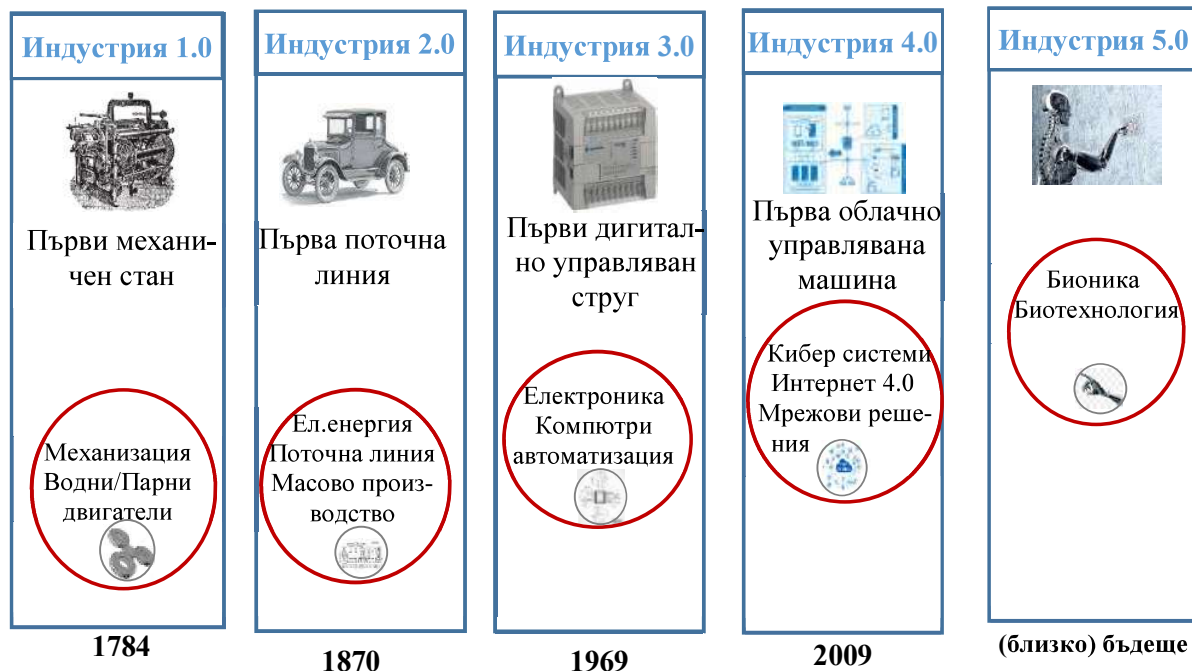 Индустрия 1.0
Първи механи-
чен стан
Механизация
Водни/Парни
двигатели
1784
Индустрия 2.0
Първа поточна
линия
Ел.енергия
Поточна линия
Масово произ-
водство
1870
Индустрия 3.0
Първи дигитал-
но управляван
струг
Електроника
Компютри
автоматизация
1969
Индустрия 4.0
Първа облачно
управлявана
машина
Кибер системи
Интернет 4.0
Мрежови реше-
ния
2009
Индустрия 5.0
Бионика
Биотехнология
(близко) бъдеще